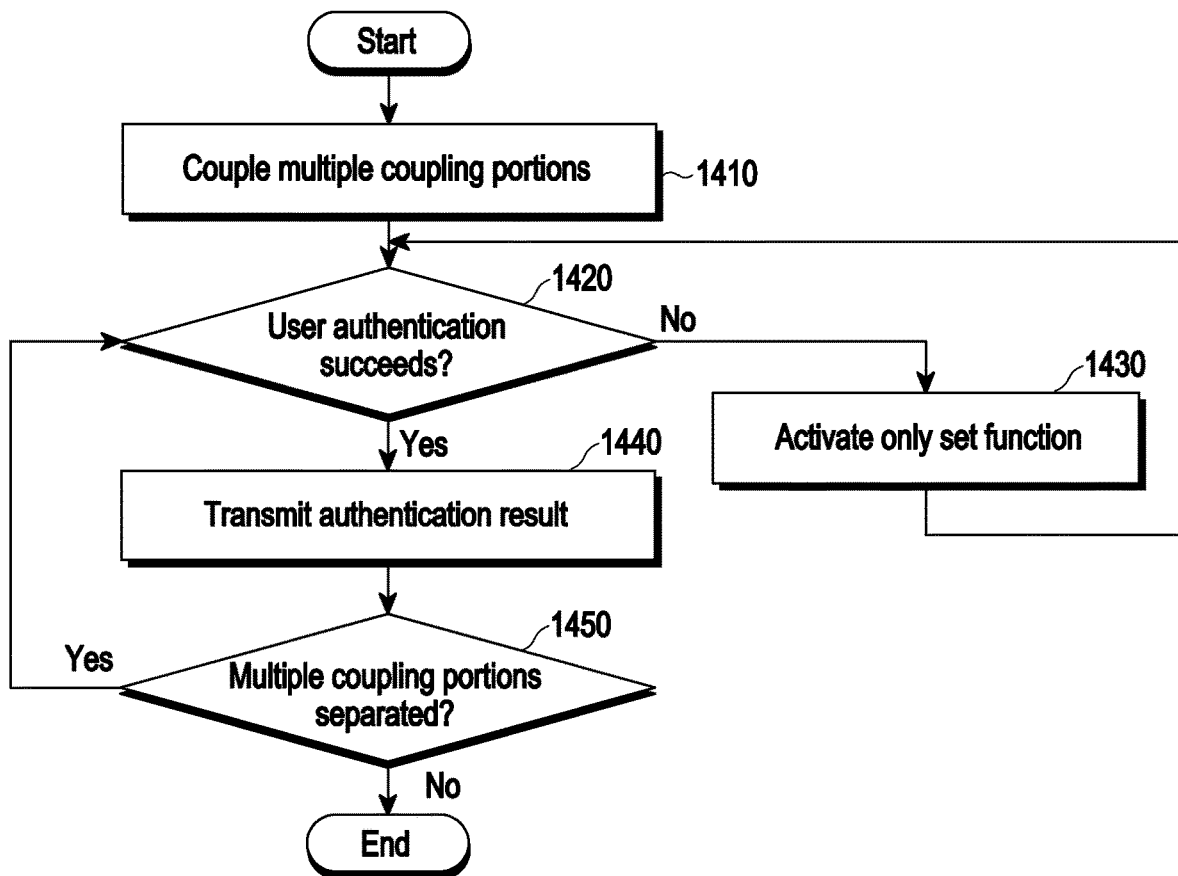 Start
Couple multiple coupling portions
1410
1420
User authentication
succeeds?
No
1430
Activate only set function
Yes
1440
Transmit authentication result
1450
Yes
Multiple coupling portions
separated?
No
End